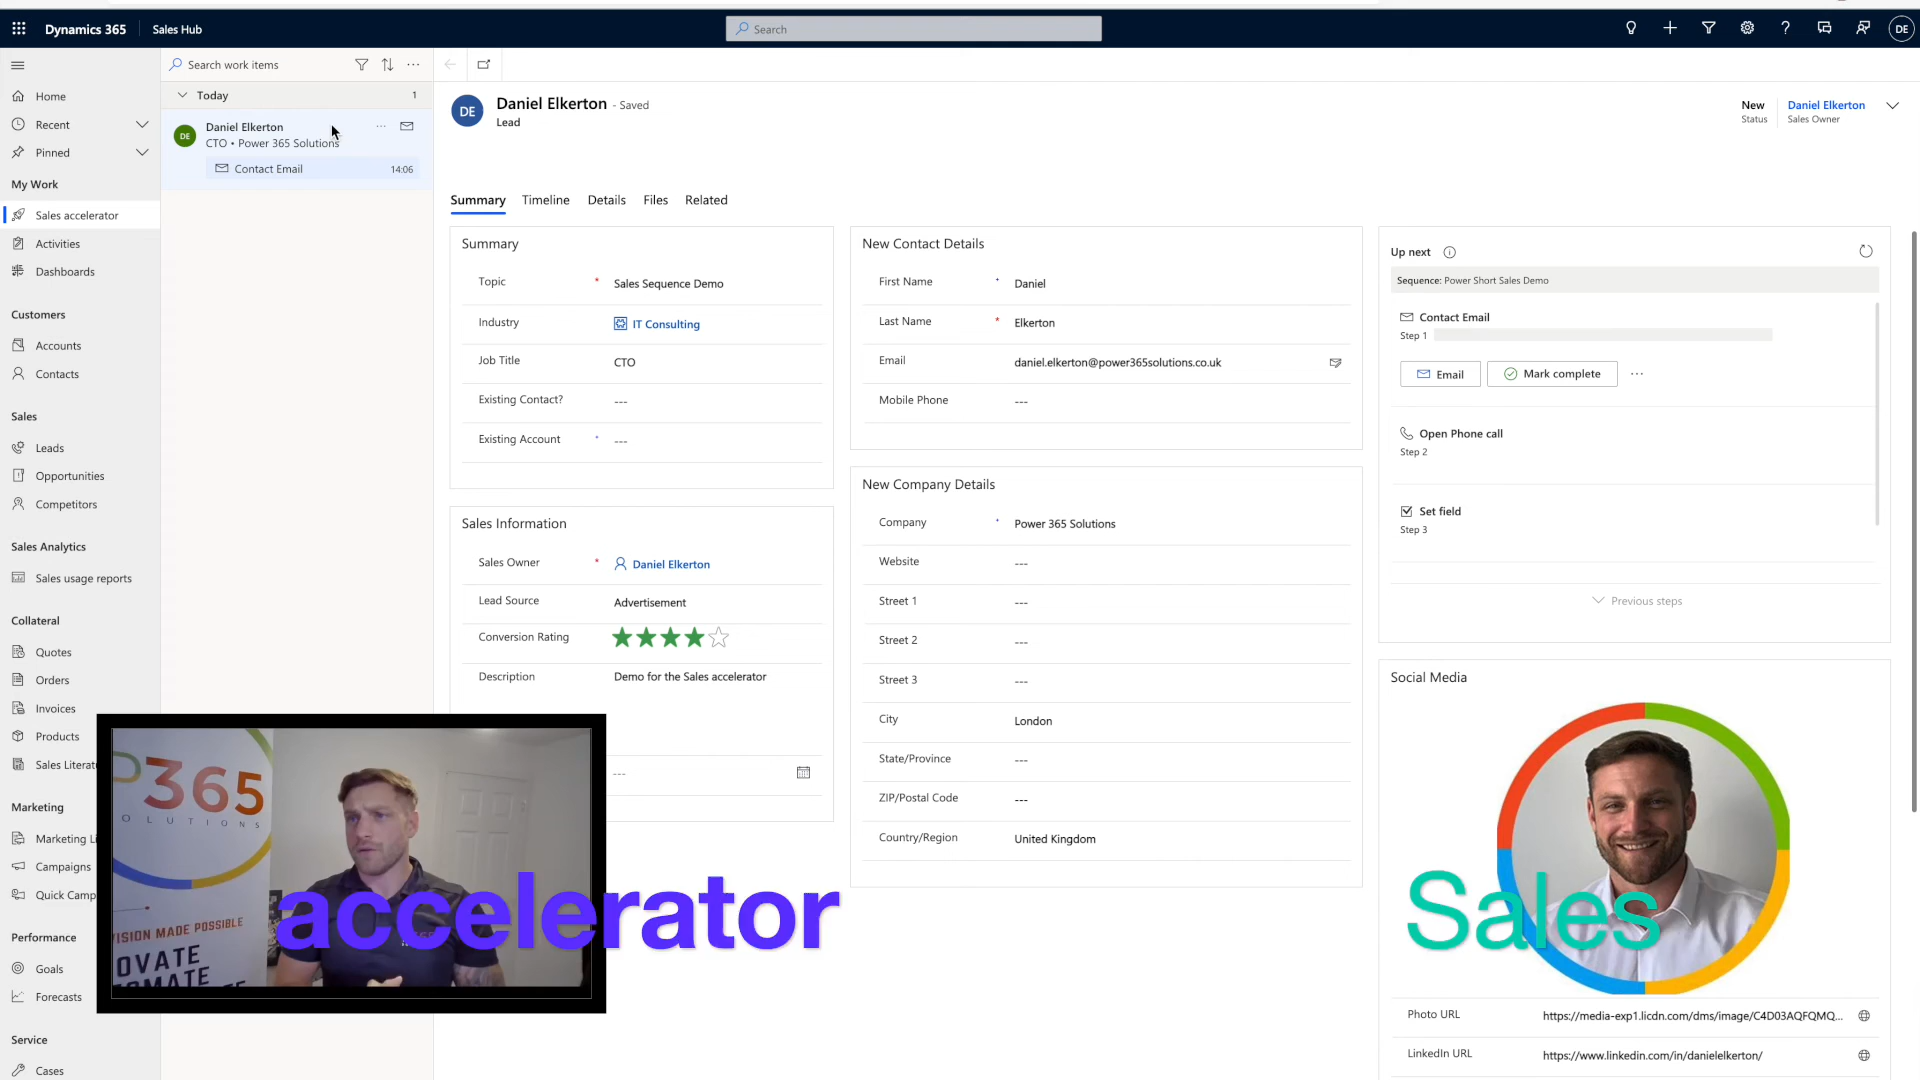 Dynamics 365
Sales Hub
Search
DE
Search work items
Home
Recent
Pinned
My Work
Sales accelerator
Activities
Dashboards
Customers
Accounts
Contacts
Sales
Leads
Opportunities
Competitors
Sales Analytics
Sales usage reports
Collateral
Quotes
Orders
Invoices
Products
Sales
Marketing
Marketing
Campaigns
Quick
Performance
Goals
Forecasts
Service
Cases
Today
1
DE
Daniel Elkerton
CTO • Power 365 Solutions
Contact Email
14:06
DE
Daniel Elkerton - Saved
Lead
New
Status
Daniel Elkerton
Sales Owner
Summary
Timeline
Details
Files
Related
Summary
Topic * Sales Sequence Demo
Industry IT Consulting
Job Title CTO
Existing Contact? ---
Existing Account * ---
Sales Information
Sales Owner * Daniel Elkerton
Lead Source Advertisement
Conversion Rating
Description Demo for the Sales accelerator
---
New Contact Details
First Name * Daniel
Last Name * Elkerton
Email daniel.elkerton@power365solutions.co.uk
Mobile Phone ---
New Company Details
Company * Power 365 Solutions
Website ---
Street 1 ---
Street 2 ---
Street 3 ---
City London
State/Province ---
ZIP/Postal Code ---
Country/Region United Kingdom
Up next
Sequence: Power Short Sales Demo
Contact Email
Step 1
Email
Mark complete
Open Phone call
Step 2
Set field
Step 3
Previous steps
Social Media
Photo URL https://media-exp1.licdn.com/dms/image/C4D03AQFQMQ...
LinkedIn URL https://www.linkedin.com/in/danielelkerton/
P365
OLUTIONS
VISION MADE POSSIBLE
accelerator
Sales